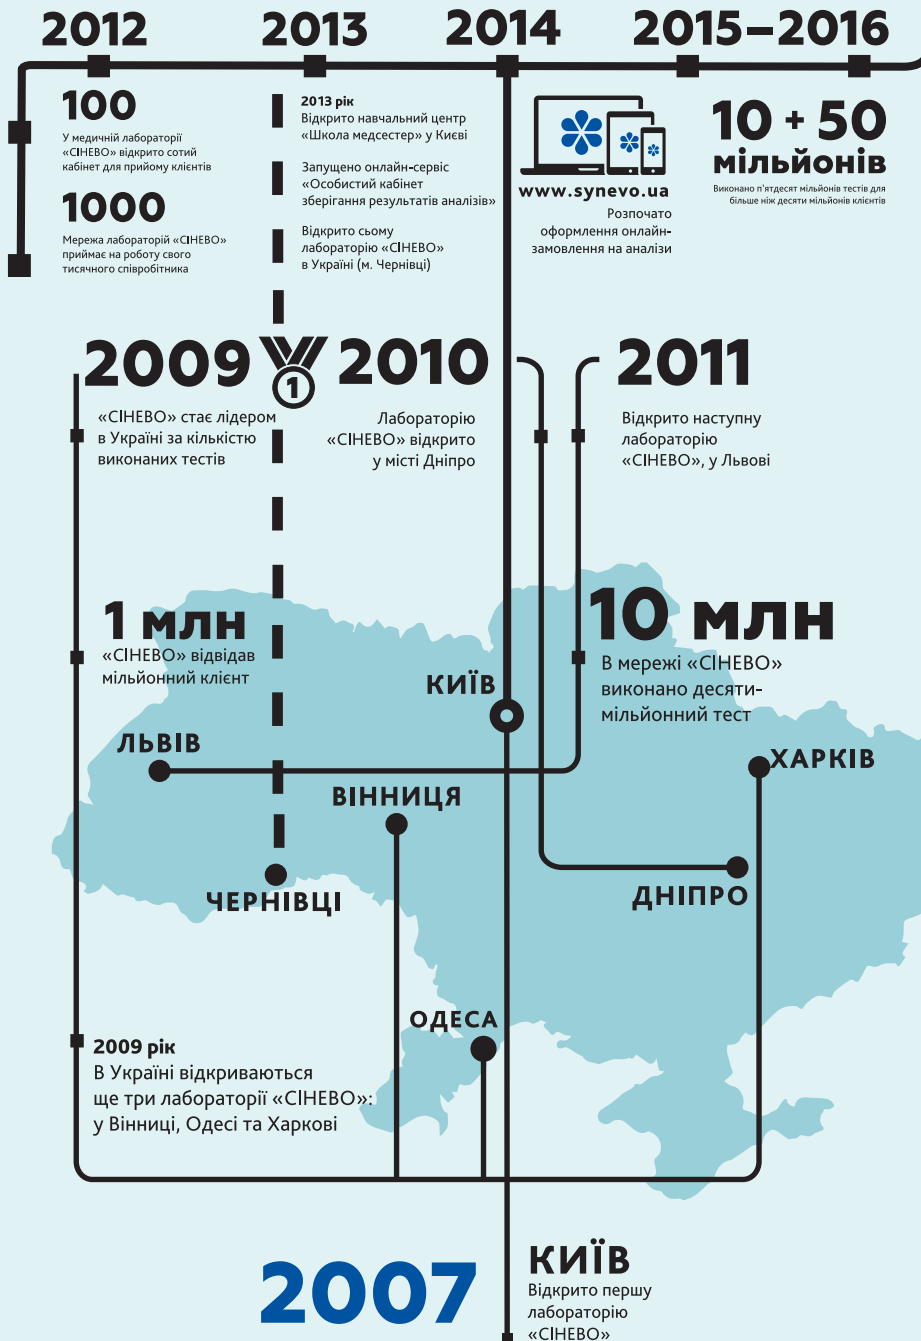 2012
2013
2014
2015–2016
100
У медичній лабораторії
«СІНЕВО» відкрито сотий
кабінет для прийому клієнтів
1000
Мережа лабораторій «СІНЕВО»
приймає на роботу свого
тисячного співробітника
2013 рік
Відкрито навчальний центр
«Школа медсестер» у Києві
Запущено онлайн-сервіс
«Особистий кабінет
зберігання результатів аналізів»
Відкрито сьому
лабораторію «СІНЕВО»
в Україні (м. Чернівці)
www.synevo.ua
Розпочато
оформлення онлайн-
замовлення на аналізи
10 + 50
мільйонів
Виконано п'ятдесят мільйонів тестів для
більше ніж десяти мільйонів клієнтів
2009
1
«СІНЕВО» стає лідером
в Україні за кількістю
виконаних тестів
2010
Лабораторію
«СІНЕВО» відкрито
у місті Дніпро
2011
Відкрито наступну
лабораторію
«СІНЕВО», у Львові
1 млн
«СІНЕВО» відвідав
мільйонний клієнт
10 млн
В мережі «СІНЕВО»
виконано десяти-
мільйонний тест
КИЇВ
ЛЬВІВ
ХАРКІВ
ВІННИЦЯ
ЧЕРНІВЦІ
ДНІПРО
ОДЕСА
2009 рік
В Україні відкриваються
ще три лабораторії «СІНЕВО»:
у Вінниці, Одесі та Харкові
2007
КИЇВ
Відкрито першу
лабораторію
«СІНЕВО»